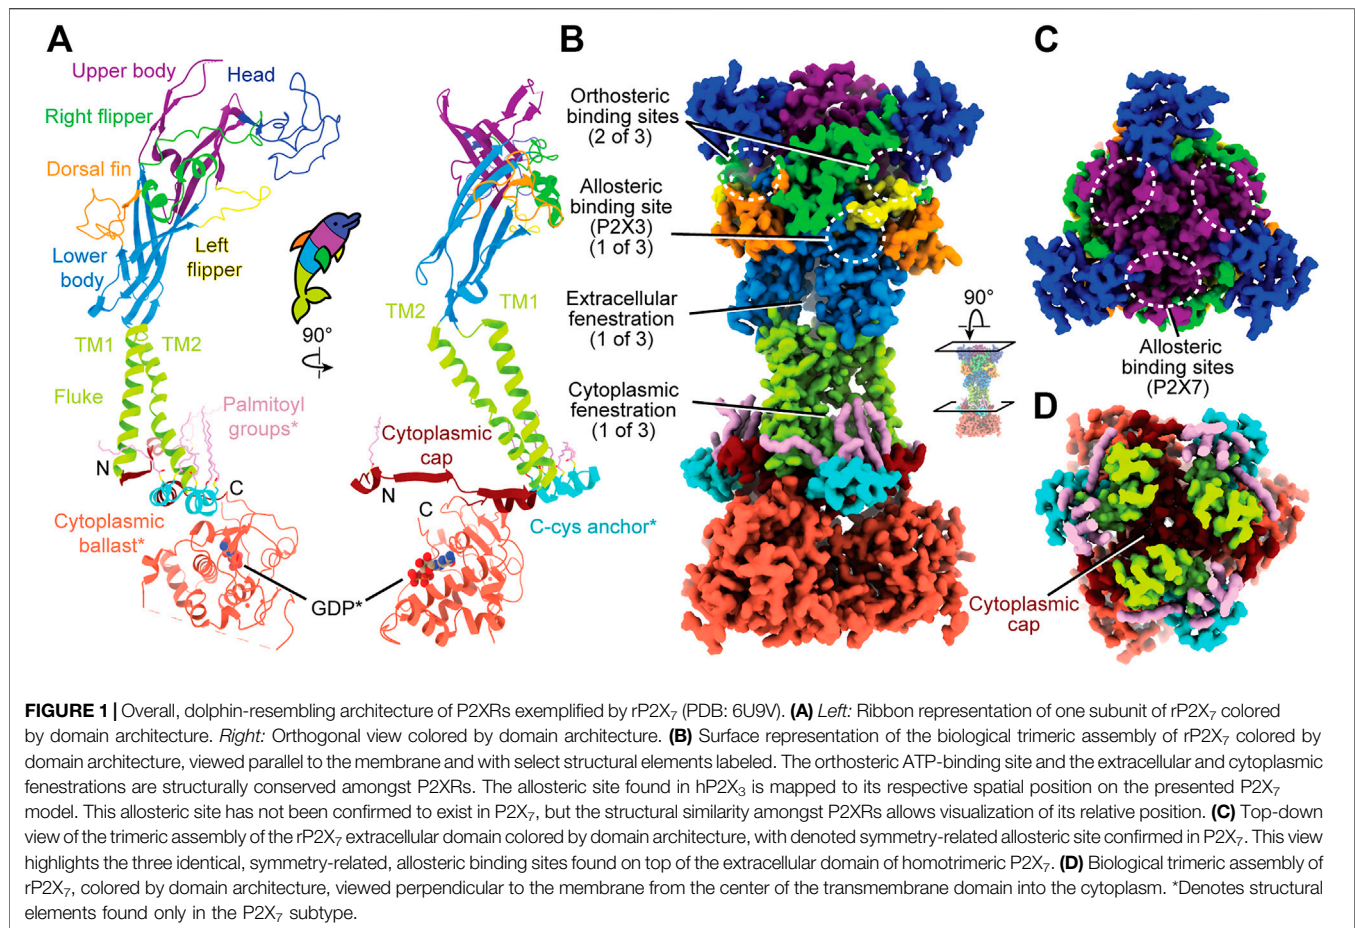 A
Upper body
Head
Right flipper
Dorsal fin
Lower
body
Left
flipper
TM1
TM2
Fluke
Palmitoyl
groups*
N
C
Cytoplasmic
ballast*
90°
TM2
TM1
Cytoplasmic
cap
N
C
C-cys anchor*
GDP*
B
Orthosteric
binding sites
(2 of 3)
Allosteric
binding site
(P2X3)
(1 of 3)
Extracellular
fenestration
(1 of 3)
Cytoplasmic
fenestration
(1 of 3)
90°
C
Allosteric
binding sites
(P2X7)
D
Cytoplasmic
cap
FIGURE 1 | Overall, dolphin-resembling architecture of P2XRs exemplified by rP2X₇ (PDB: 6U9V). (A) Left: Ribbon representation of one subunit of rP2X₇ colored
by domain architecture. Right: Orthogonal view colored by domain architecture. (B) Surface representation of the biological trimeric assembly of rP2X₇ colored by
domain architecture, viewed parallel to the membrane and with select structural elements labeled. The orthosteric ATP-binding site and the extracellular and cytoplasmic
fenestrations are structurally conserved amongst P2XRs. The allosteric site found in hP2X₃ is mapped to its respective spatial position on the presented P2X₇
model. This allosteric site has not been confirmed to exist in P2X₇, but the structural similarity amongst P2XRs allows visualization of its relative position. (C) Top-down
view of the trimeric assembly of the rP2X₇ extracellular domain colored by domain architecture, with denoted symmetry-related allosteric site confirmed in P2X₇. This view
highlights the three identical, symmetry-related, allosteric binding sites found on top of the extracellular domain of homotrimeric P2X₇. (D) Biological trimeric assembly of
rP2X₇, colored by domain architecture, viewed perpendicular to the membrane from the center of the transmembrane domain into the cytoplasm. *Denotes structural
elements found only in the P2X₇ subtype.